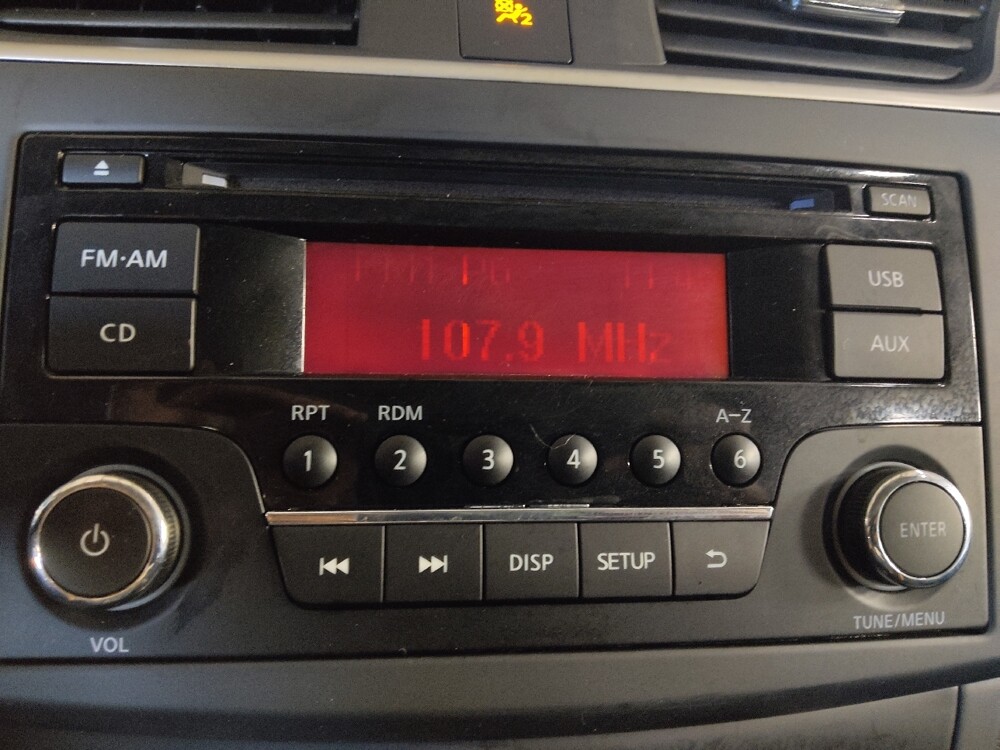 2
SCAN
FM·AM
USB
CD
107.9 MHz
AUX
RPT RDM A–Z
1 2 3 4 5 6
ENTER
DISP SETUP
VOL
TUNE/MENU